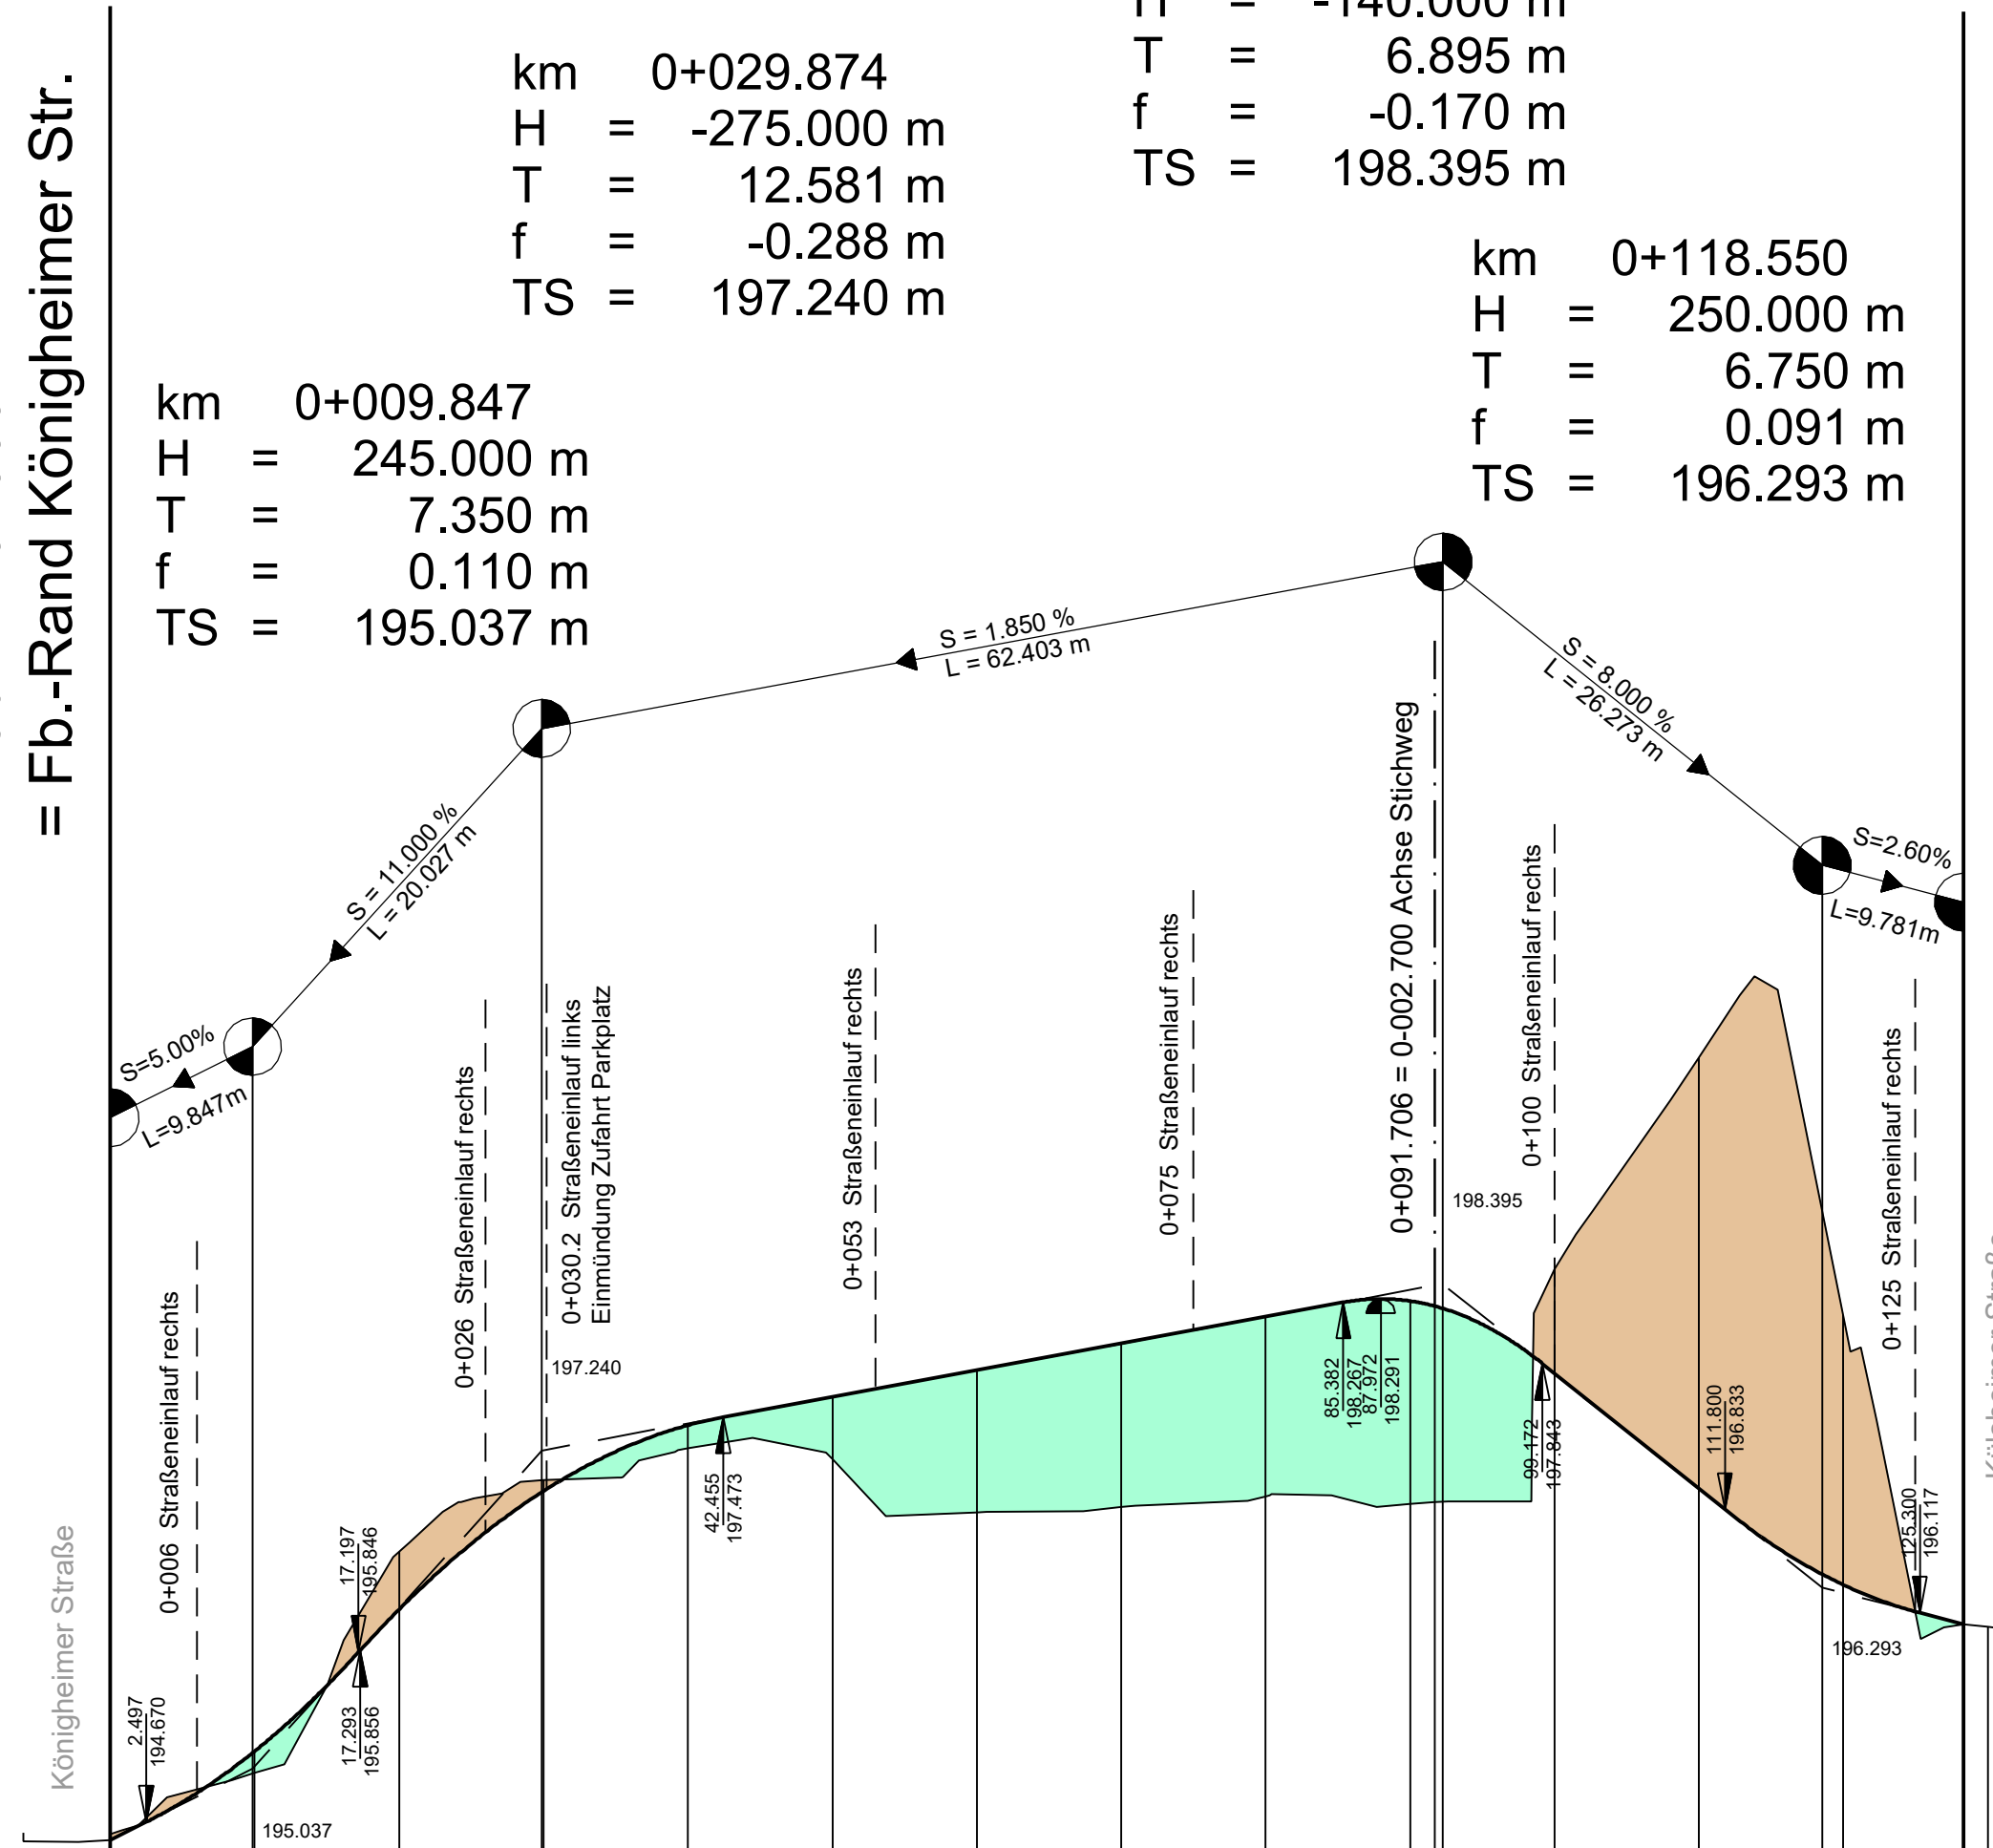 = Fb.-Rand Königheimer Str.
km 0+029.874
H = -275.000 m
T = 12.581 m
f = -0.288 m
TS = 197.240 m
H = -140.000 m
T = 6.895 m
f = -0.170 m
TS = 198.395 m
km 0+118.550
H = 250.000 m
T = 6.750 m
f = 0.091 m
TS = 196.293 m
km 0+009.847
H = 245.000 m
T = 7.350 m
f = 0.110 m
TS = 195.037 m
S=5.00%
L=9.847m
S = 11.000 %
L = 20.027 m
S = 1.850 %
L = 62.403 m
S = 8.000 %
L = 26.273 m
S=2.60%
L=9.781m
0+006 Straßeneinlauf rechts
0+026 Straßeneinlauf rechts
0+030.2 Straßeneinlauf links
Einmündung Zufahrt Parkplatz
0+053 Straßeneinlauf rechts
0+075 Straßeneinlauf rechts
0+091.706 = 0-002.700 Achse Stichweg
0+100 Straßeneinlauf rechts
0+125 Straßeneinlauf rechts
198.395
197.240
195.037
196.293
2.497
194.670
17.197
195.846
17.293
195.856
42.455
197.473
85.382
198.267
87.972
198.291
99.172
197.843
111.800
196.833
125.300
196.117
Königheimer Straße